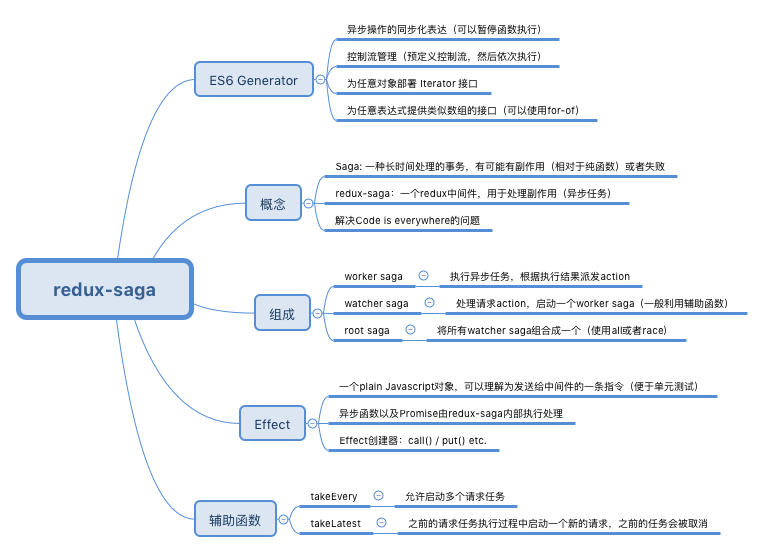 redux-saga
ES6 Generator
异步操作的同步化表达（可以暂停函数执行）
控制流管理（预定义控制流，然后依次执行）
为任意对象部署 Iterator 接口
为任意表达式提供类似数组的接口（可以使用for-of）
概念
Saga: 一种长时间处理的事务，有可能有副作用（相对于纯函数）或者失败
redux-saga：一个redux中间件，用于处理副作用（异步任务）
解决Code is everywhere的问题
组成
worker saga 执行异步任务，根据执行结果派发action
watcher saga 处理请求action，启动一个worker saga（一般利用辅助函数）
root saga 将所有watcher saga组合成一个（使用all或者race）
Effect
一个plain Javascript对象，可以理解为发送给中间件的一条指令（便于单元测试）
异步函数以及Promise由redux-saga内部执行处理
Effect创建器：call() / put() etc.
辅助函数
takeEvery 允许启动多个请求任务
takeLatest 之前的请求任务执行过程中启动一个新的请求，之前的任务会被取消